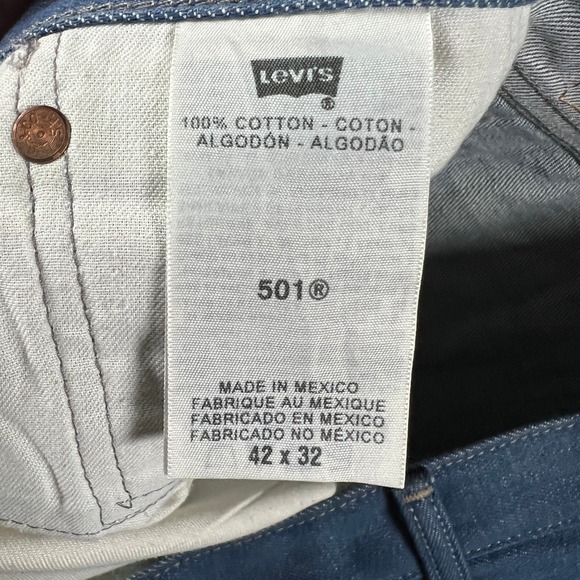 Levi's
®
100% COTTON - COTON -
ALGODÓN - ALGODÃO
501®
MADE IN MEXICO
FABRIQUE AU MEXIQUE
FABRICADO EN MEXICO
FABRICADO NO MÉXICO
42 x 32